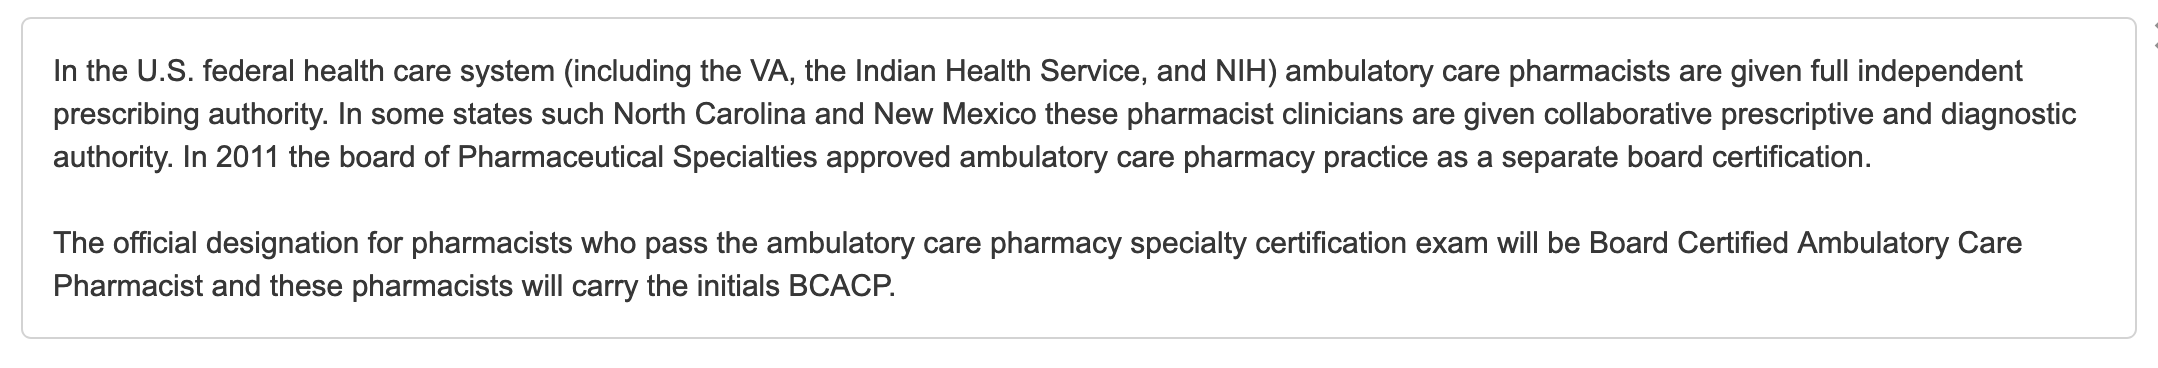 In the U.S. federal health care system (including the VA, the Indian Health Service, and NIH) ambulatory care pharmacists are given full independent
prescribing authority. In some states such North Carolina and New Mexico these pharmacist clinicians are given collaborative prescriptive and diagnostic
authority. In 2011 the board of Pharmaceutical Specialties approved ambulatory care pharmacy practice as a separate board certification.
The official designation for pharmacists who pass the ambulatory care pharmacy specialty certification exam will be Board Certified Ambulatory Care
Pharmacist and these pharmacists will carry the initials BCACP.